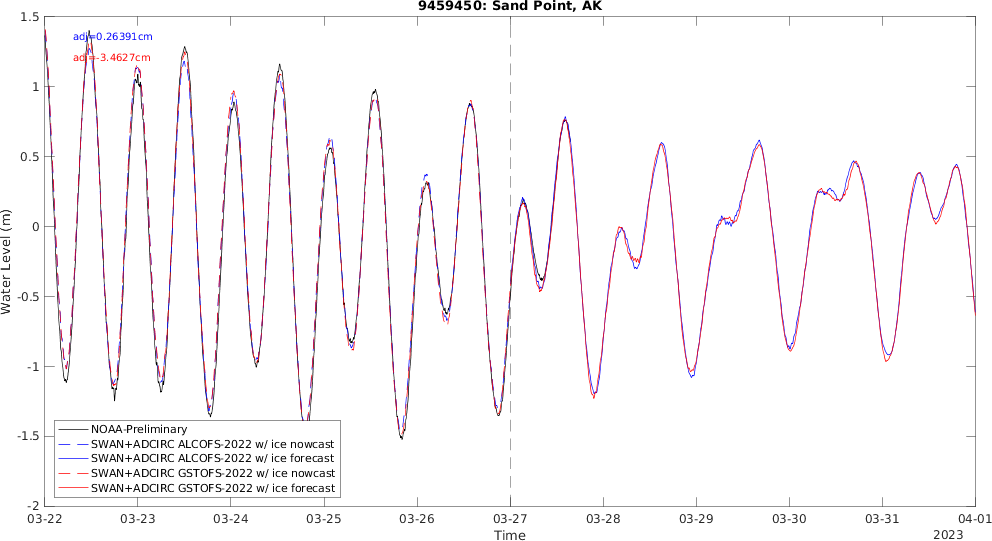 9459450: Sand Point, AK
adj=0.26391cm
adj=-3.4627cm
1.5
1
0.5
0
-0.5
-1
-1.5
-2
Water Level (m)
NOAA-Preliminary
SWAN+ADCIRC ALCOFS-2022 w/ ice nowcast
SWAN+ADCIRC ALCOFS-2022 w/ ice forecast
SWAN+ADCIRC GSTOFS-2022 w/ ice nowcast
SWAN+ADCIRC GSTOFS-2022 w/ ice forecast
03-22 03-23 03-24 03-25 03-26 03-27 03-28 03-29 03-30 03-31 04-01
Time
2023